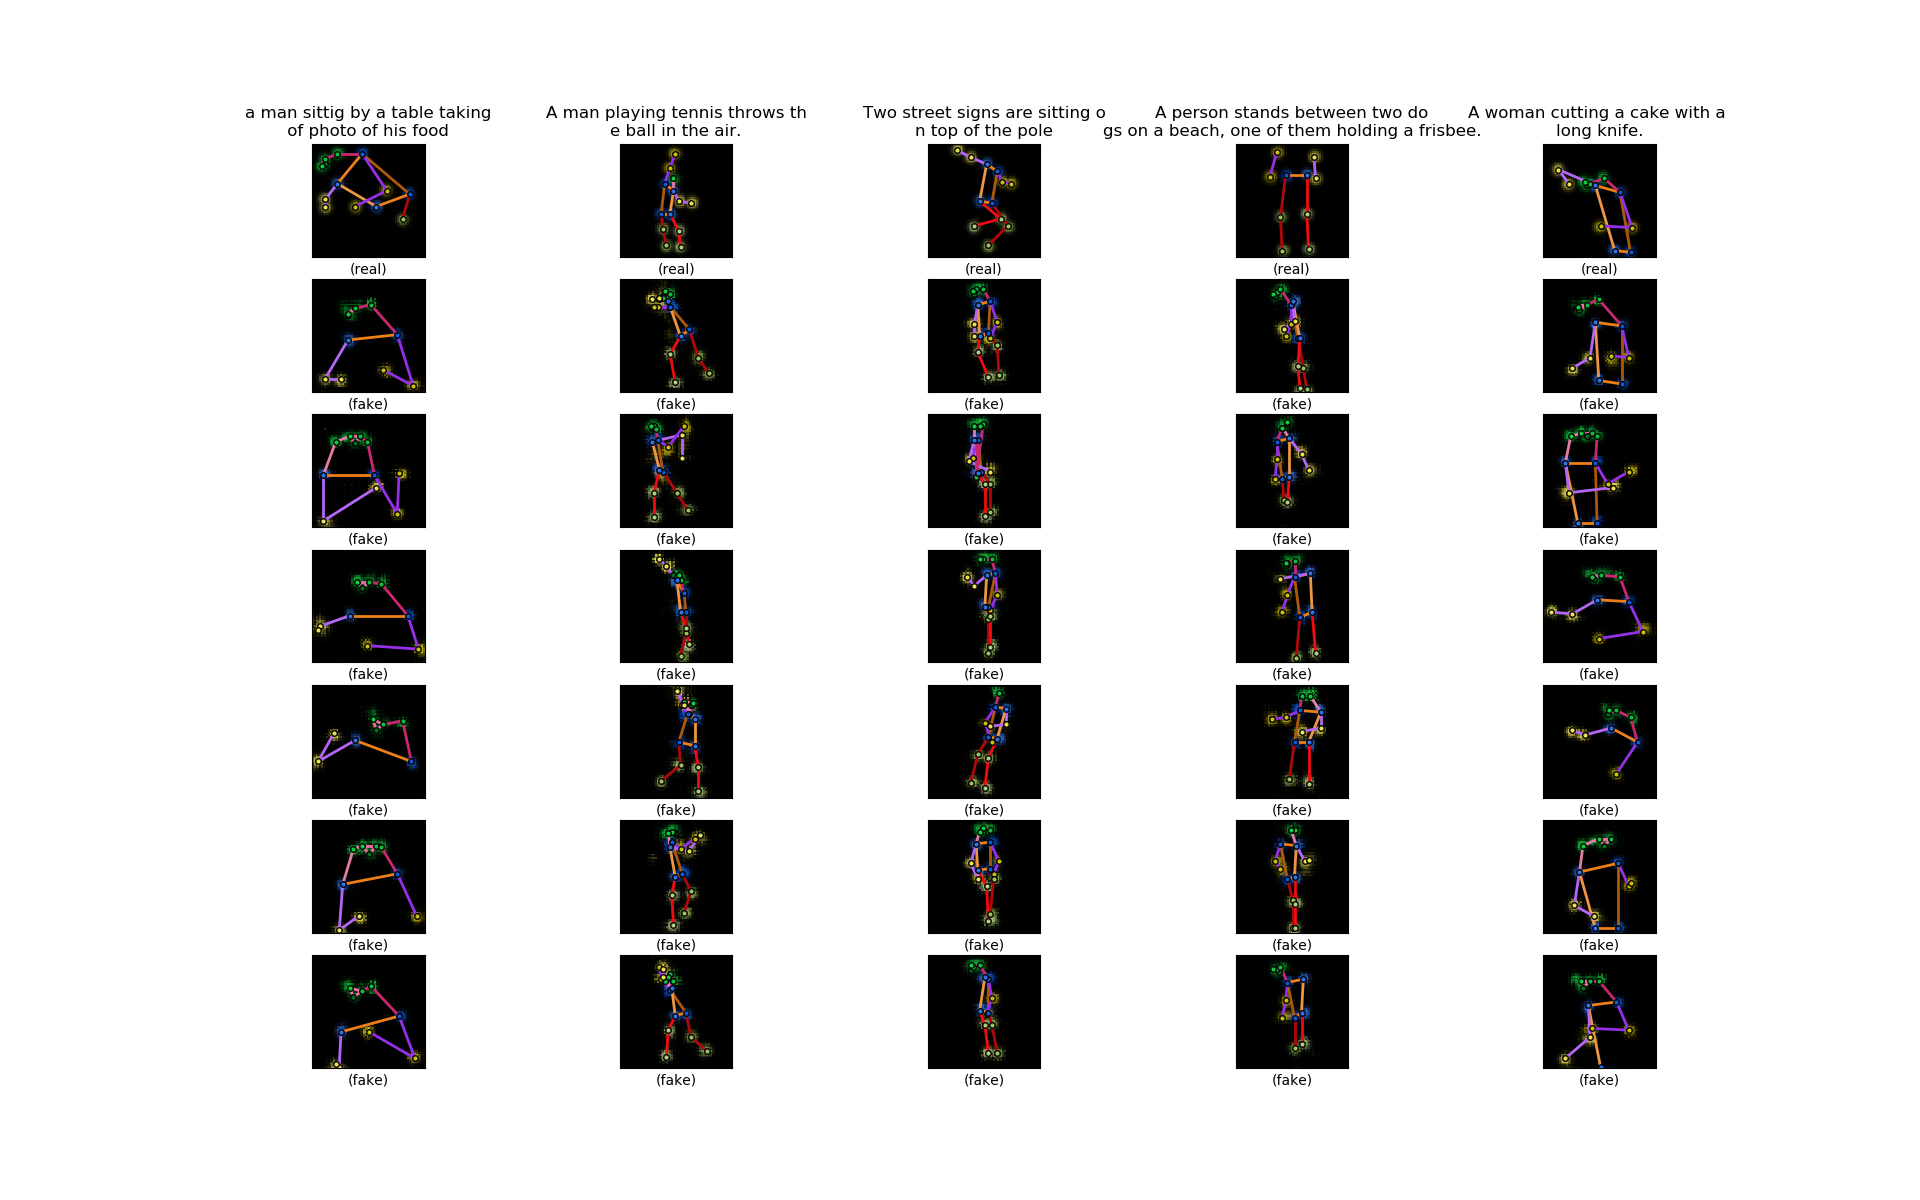 a man sittig by a table taking
of photo of his food
A man playing tennis throws th
e ball in the air.
Two street signs are sitting o
n top of the pole
A person stands between two do
gs on a beach, one of them holding a frisbee.
A woman cutting a cake with a
long knife.
(real) (real) (real) (real) (real)
(fake) (fake) (fake) (fake) (fake)
(fake) (fake) (fake) (fake) (fake)
(fake) (fake) (fake) (fake) (fake)
(fake) (fake) (fake) (fake) (fake)
(fake) (fake) (fake) (fake) (fake)
(fake) (fake) (fake) (fake) (fake)